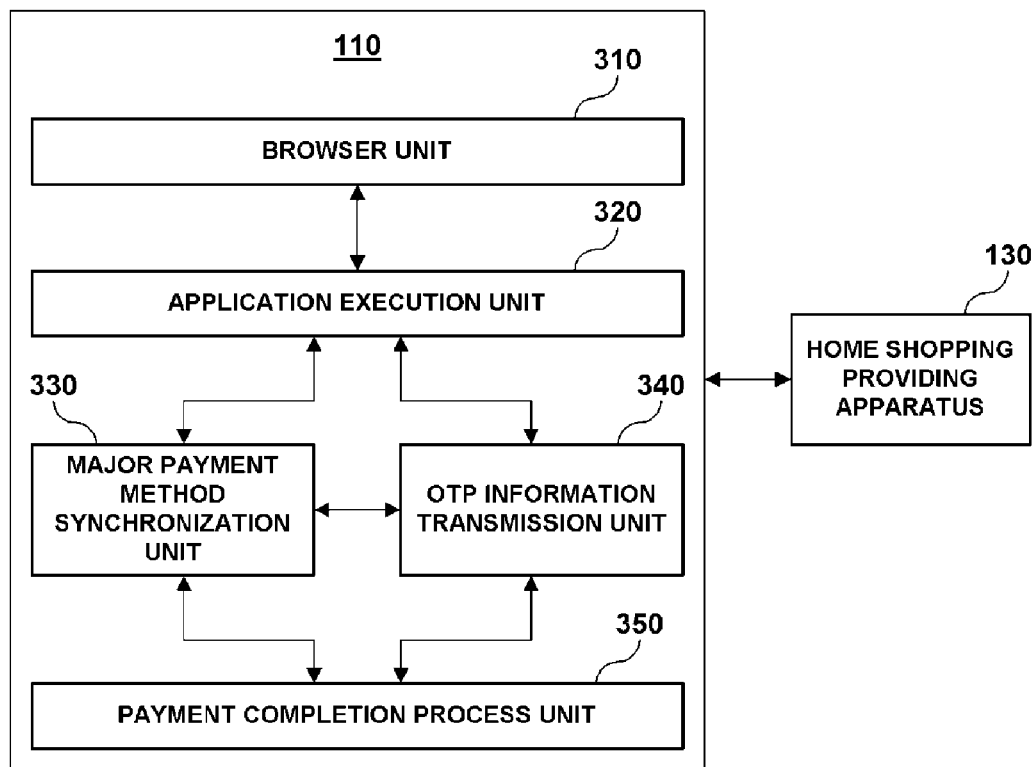 110
310
BROWSER UNIT
320
APPLICATION EXECUTION UNIT
130
HOME SHOPPING
PROVIDING
APPARATUS
330
MAJOR PAYMENT
METHOD
SYNCHRONIZATION
UNIT
340
OTP INFORMATION
TRANSMISSION UNIT
350
PAYMENT COMPLETION PROCESS UNIT